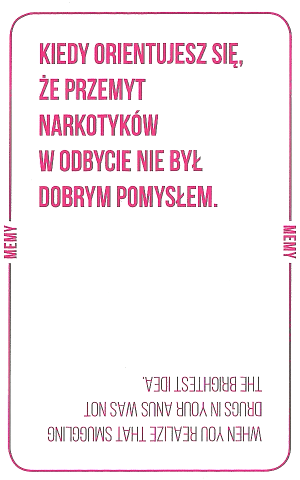 KIEDY ORIENTUJESZ SIĘ,
ŻE PRZEMYT
NARKOTYKÓW
W ODBYCIE NIE BYŁ
DOBRYM POMYSŁEM.
MEMY
MEMY
WHEN YOU REALIZE THAT SMUGGLING
DRUGS IN YOUR ANUS WAS NOT
THE BRIGHTEST IDEA.